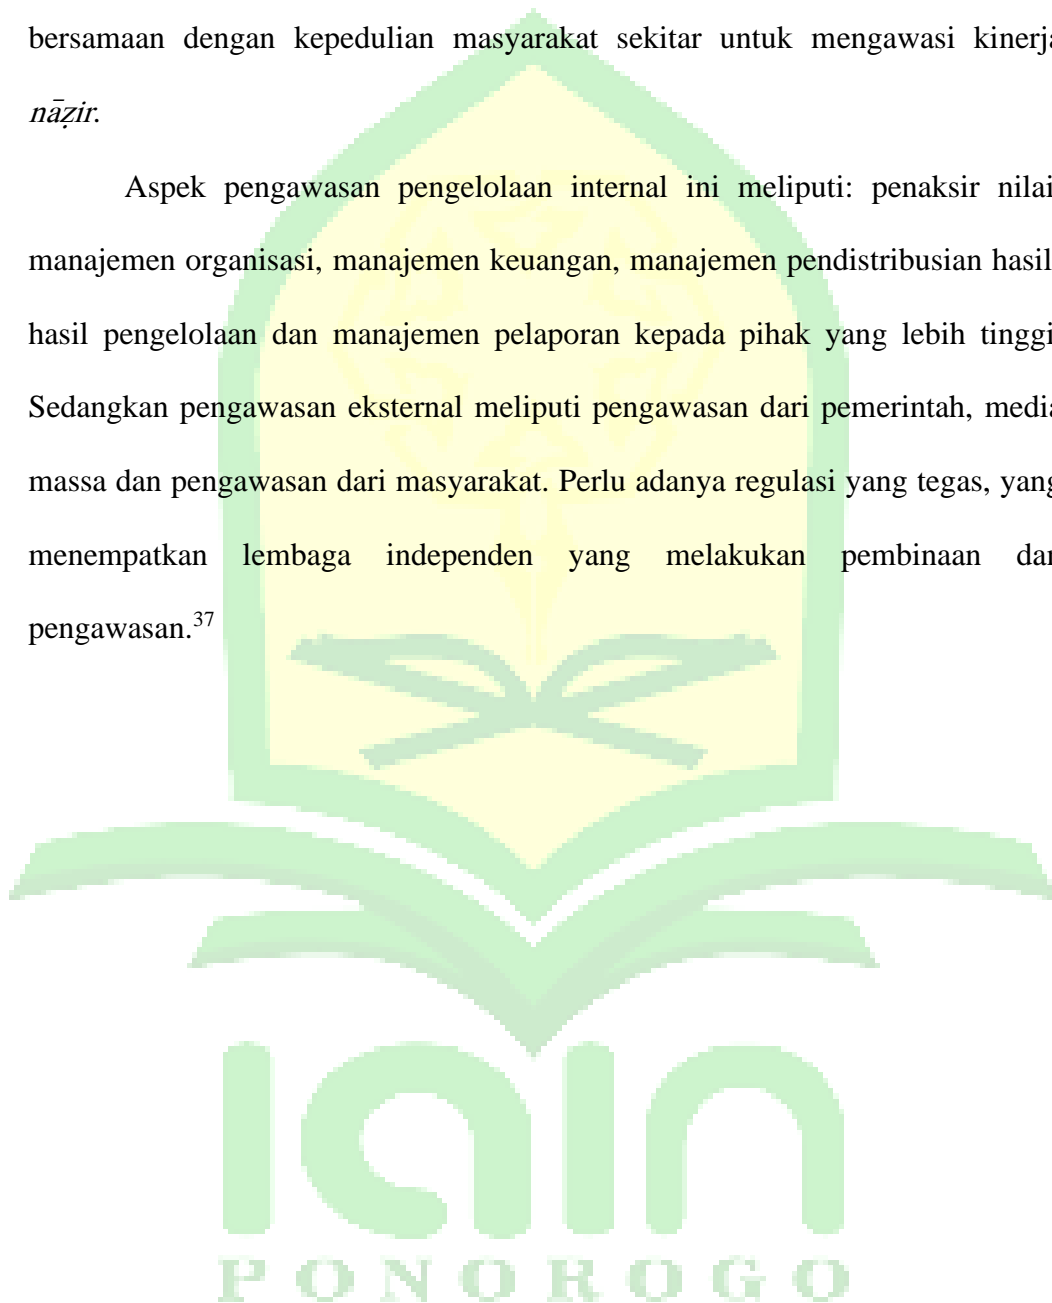 bersamaan dengan kepedulian masyarakat sekitar untuk mengawasi kinerja
nāẓir.
Aspek pengawasan pengelolaan internal ini meliputi: penaksir nilai
manajemen organisasi, manajemen keuangan, manajemen pendistribusian hasil
hasil pengelolaan dan manajemen pelaporan kepada pihak yang lebih tinggi
Sedangkan pengawasan eksternal meliputi pengawasan dari pemerintah, media
massa dan pengawasan dari masyarakat. Perlu adanya regulasi yang tegas, yang
menempatkan lembaga independen yang melakukan pembinaan dan
pengawasan.37
IAIN
PONOROGO